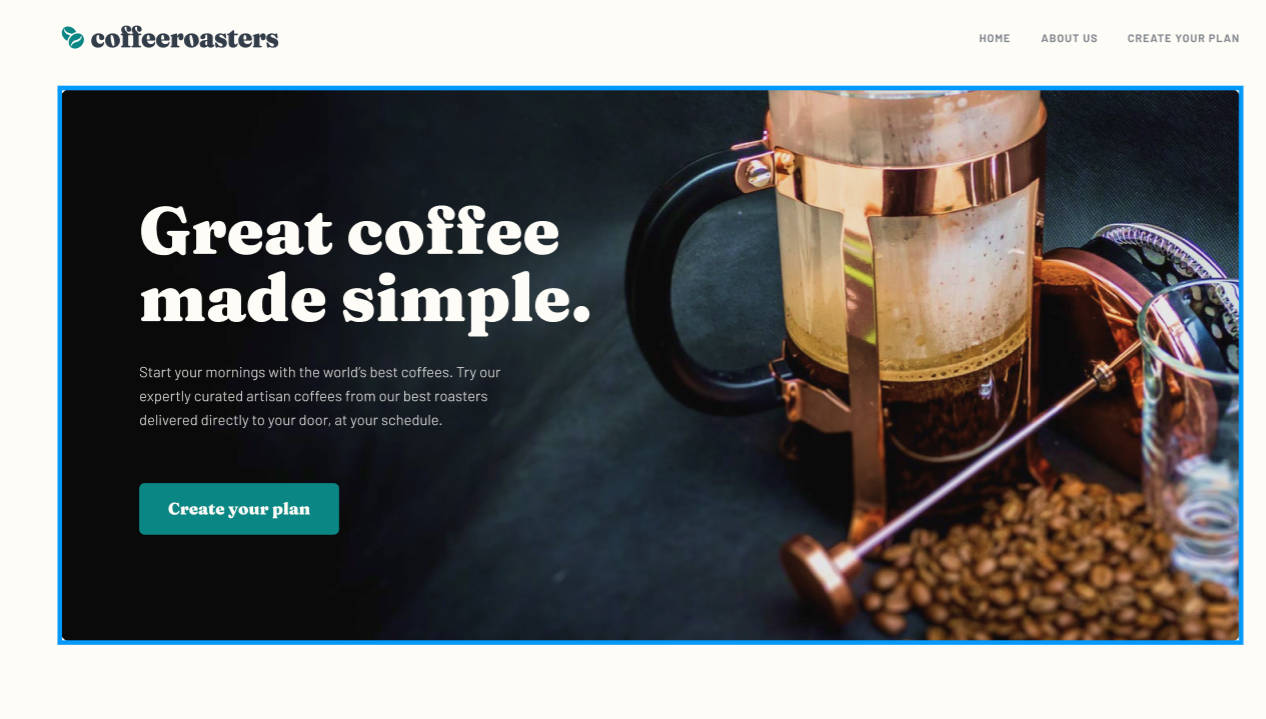 coffeeroasters
HOME ABOUT US CREATE YOUR PLAN
Great coffee
made simple.
Start your mornings with the world’s best coffees. Try our
expertly curated artisan coffees from our best roasters
delivered directly to your door, at your schedule.
Create your plan